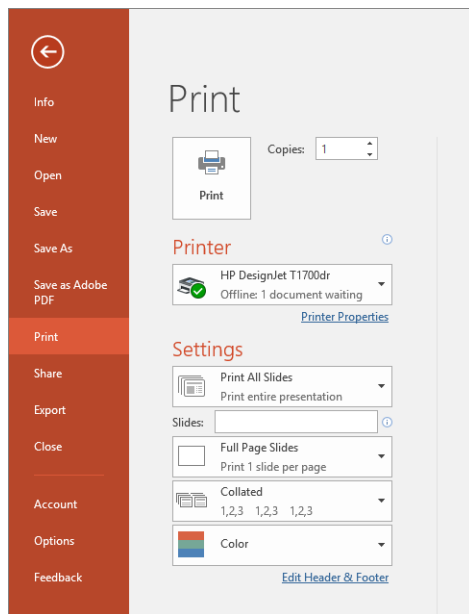 Info
New
Open
Save
Save As
Save as Adobe
PDF
Print
Share
Export
Close
Account
Options
Feedback
Print
Print
Copies: 1
Printer
HP DesignJet T1700dr
Offline: 1 document waiting
Printer Properties
Settings
Print All Slides
Print entire presentation
Slides:
Full Page Slides
Print 1 slide per page
Collated
1,2,3 1,2,3 1,2,3
Color
Edit Header & Footer